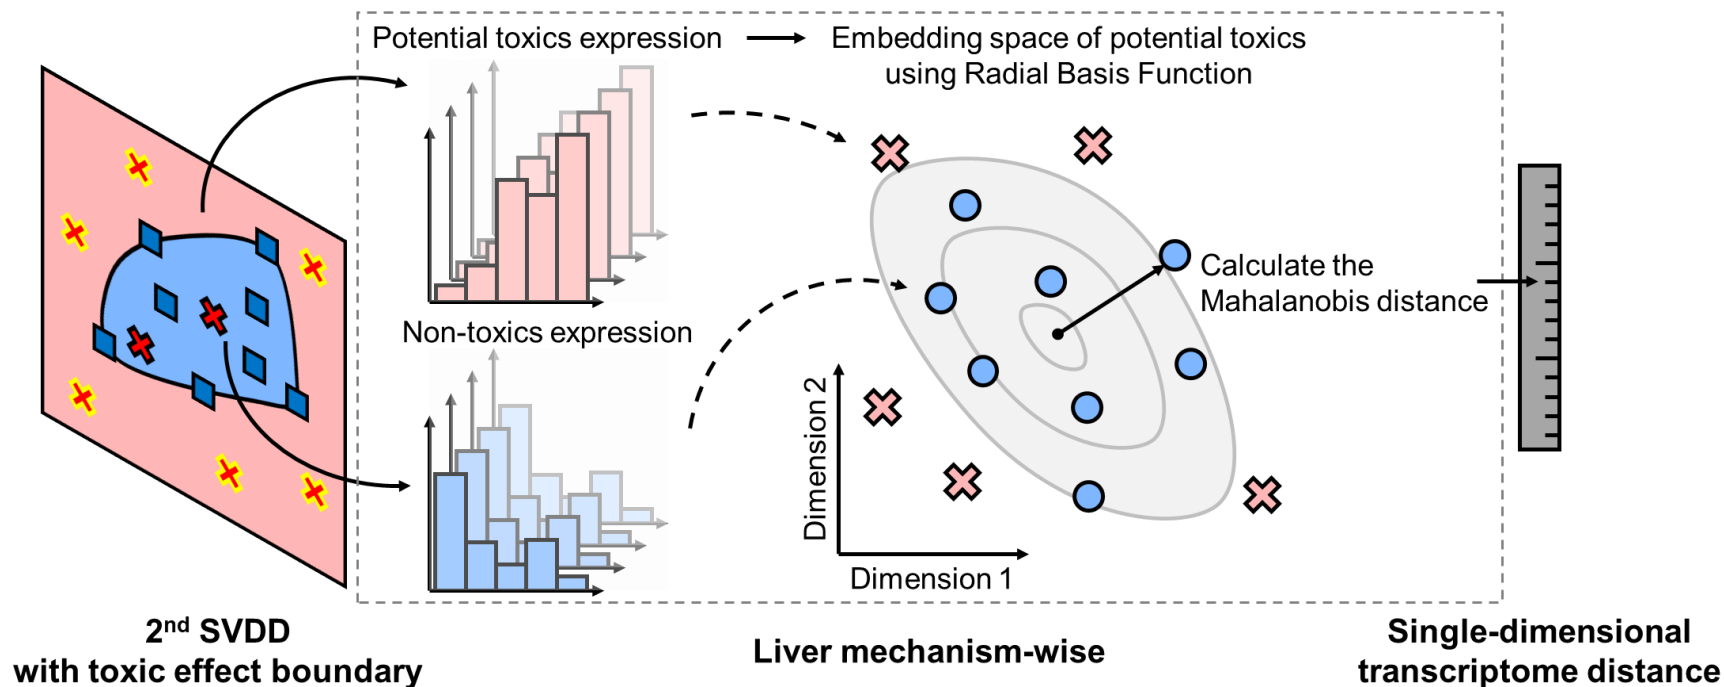 Potential toxics expression
Embedding space of potential toxics
using Radial Basis Function
Non-toxics expression
Calculate the
Mahalanobis distance
Dimension 2
Dimension 1
2nd SVDD
with toxic effect boundary
Liver mechanism-wise
Single-dimensional
transcriptome distance